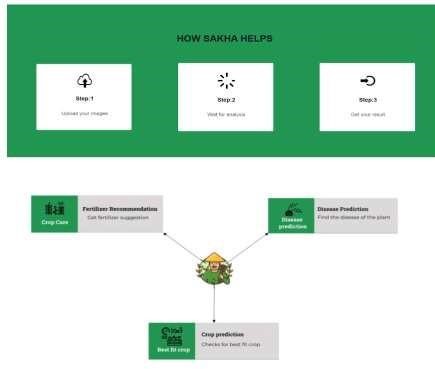 HOW SAKHA HELPS
Step:1
Upload your images
Step:2
Wait for analysis
Step:3
Get your result
Crop Care
Fertilizer Recommendation
Get fertilizer suggestion
Disease
prediction
Disease Prediction
Find the disease of the plant
Best fit crop
Crop prediction
Checks for best fit crop